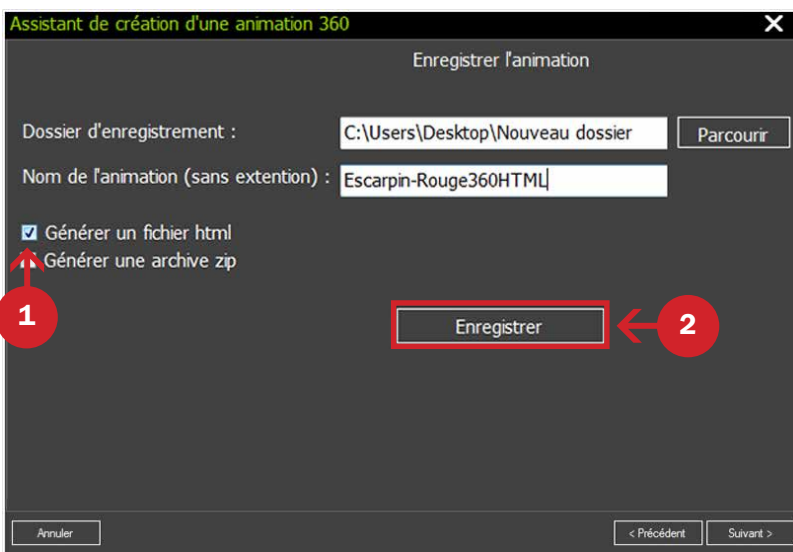 Assistant de création d'une animation 360
Enregistrer l'animation
Dossier d'enregistrement : C:\Users\Desktop\Nouveau dossier Parcourir
Nom de l'animation (sans extention) : Escarpin-Rouge360HTML
Générer un fichier html
Générer une archive zip
1
Enregistrer 2
Annuler < Précédent Suivant >